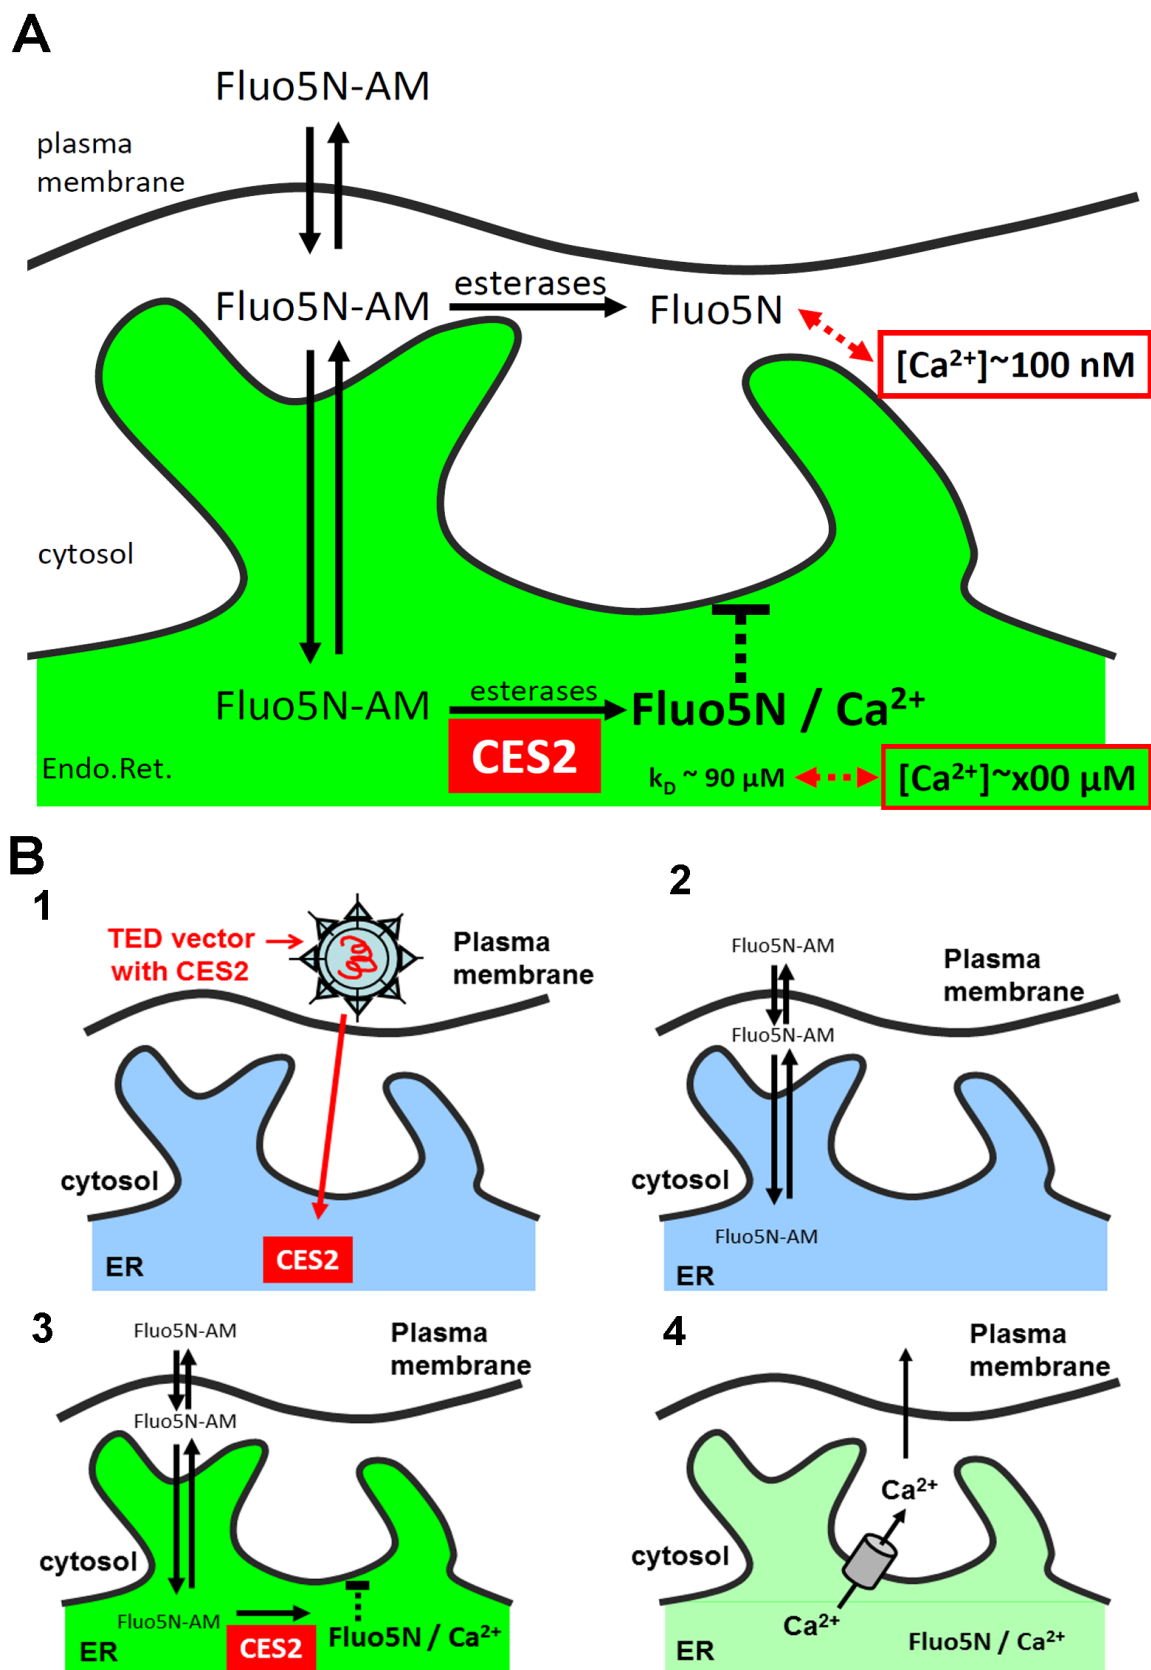 A
Fluo5N-AM
plasma
membrane
Fluo5N-AM
esterases
Fluo5N
[Ca²⁺]~100 nM
cytosol
Fluo5N-AM
esterases
Fluo5N / Ca²⁺
CES2
Endo.Ret.
k_D ~ 90 µM
[Ca²⁺]~x00 µM
B
1
TED vector
with CES2
Plasma
membrane
cytosol
CES2
ER
2
Fluo5N-AM
Plasma
membrane
Fluo5N-AM
cytosol
Fluo5N-AM
ER
3
Fluo5N-AM
Plasma
membrane
Fluo5N-AM
cytosol
Fluo5N-AM
CES2
Fluo5N / Ca²⁺
ER
4
Plasma
membrane
Ca²⁺
cytosol
Ca²⁺
ER
Fluo5N / Ca²⁺